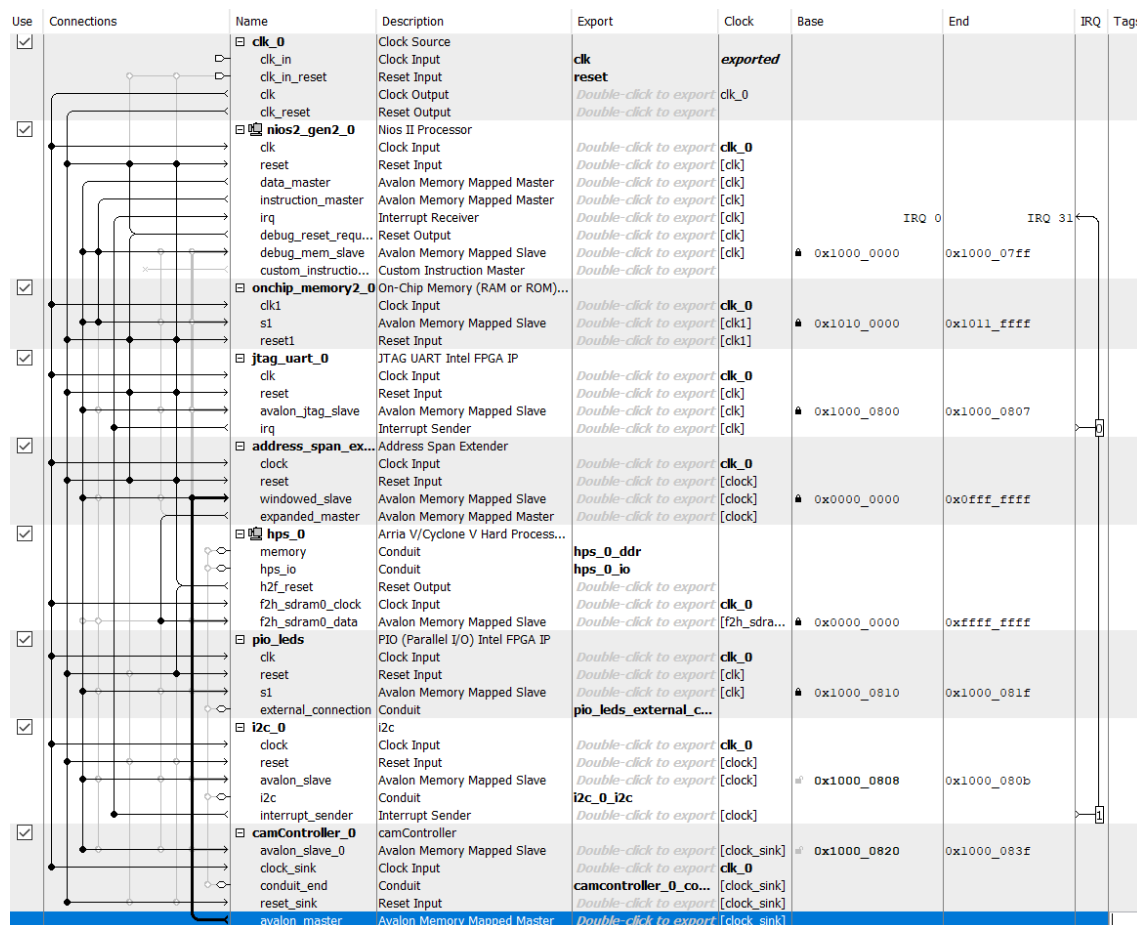 Use Connections Name Description Export Clock Base End IRQ Tags
clk_0 Clock Source
clk_in Clock Input clk exported
clk_in_reset Reset Input reset
clk Clock Output Double-click to export clk_0
clk_reset Reset Output Double-click to export
nios2_gen2_0 Nios II Processor
clk Clock Input Double-click to export clk_0
reset Reset Input Double-click to export [clk]
data_master Avalon Memory Mapped Master Double-click to export [clk]
instruction_master Avalon Memory Mapped Master Double-click to export [clk]
irq Interrupt Receiver Double-click to export [clk] IRQ 0 IRQ 31
debug_reset_requ... Reset Output Double-click to export [clk]
debug_mem_slave Avalon Memory Mapped Slave Double-click to export [clk] 0x1000_0000 0x1000_07ff
custom_instructio... Custom Instruction Master Double-click to export
onchip_memory2_0 On-Chip Memory (RAM or ROM)...
clk1 Clock Input Double-click to export clk_0
s1 Avalon Memory Mapped Slave Double-click to export [clk1] 0x1010_0000 0x1011_ffff
reset1 Reset Input Double-click to export [clk1]
jtag_uart_0 JTAG UART Intel FPGA IP
clk Clock Input Double-click to export clk_0
reset Reset Input Double-click to export [clk]
avalon_jtag_slave Avalon Memory Mapped Slave Double-click to export [clk] 0x1000_0800 0x1000_0807
irq Interrupt Sender Double-click to export [clk] 0
address_span_ex... Address Span Extender
clock Clock Input Double-click to export clk_0
reset Reset Input Double-click to export [clock]
windowed_slave Avalon Memory Mapped Slave Double-click to export [clock] 0x0000_0000 0x0fff_ffff
expanded_master Avalon Memory Mapped Master Double-click to export [clock]
hps_0 Arria V/Cyclone V Hard Process...
memory Conduit hps_0_ddr
hps_io Conduit hps_0_io
h2f_reset Reset Output Double-click to export
f2h_sdram0_clock Clock Input Double-click to export clk_0
f2h_sdram0_data Avalon Memory Mapped Slave Double-click to export [f2h_sdra... 0x0000_0000 0xffff_ffff
pio_leds PIO (Parallel I/O) Intel FPGA IP
clk Clock Input Double-click to export clk_0
reset Reset Input Double-click to export [clk]
s1 Avalon Memory Mapped Slave Double-click to export [clk] 0x1000_0810 0x1000_081f
external_connection Conduit pio_leds_external_c...
i2c_0 i2c
clock Clock Input Double-click to export clk_0
reset Reset Input Double-click to export [clock]
avalon_slave Avalon Memory Mapped Slave Double-click to export [clock] 0x1000_0808 0x1000_080b
i2c Conduit i2c_0_i2c
interrupt_sender Interrupt Sender Double-click to export [clock] 1
camController_0 camController
avalon_slave_0 Avalon Memory Mapped Slave Double-click to export [clock_sink] 0x1000_0820 0x1000_083f
clock_sink Clock Input Double-click to export clk_0
conduit_end Conduit camcontroller_0_co... [clock_sink]
reset_sink Reset Input Double-click to export [clock_sink]
avalon_master Avalon Memory Mapped Master Double-click to export [clock_sink]